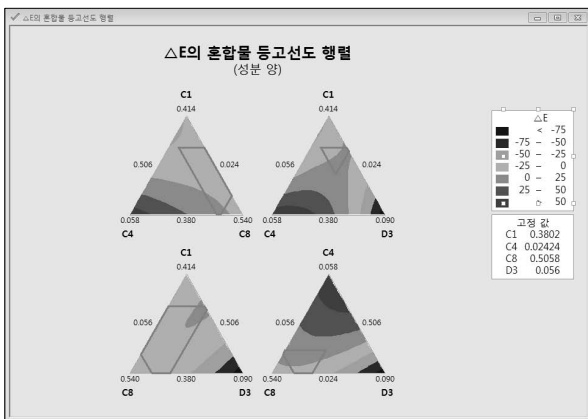 △E의 혼합물 등고선도 행렬
△E의 혼합물 등고선도 행렬
(성분 양)
C1
0.414
0.506 0.024
0.058 0.380 0.540
C4 C8
C1
0.414
0.056 0.024
0.058 0.380 0.090
C4 D3
C1
0.414
0.056 0.506
0.540 0.380 0.090
C8 D3
C4
0.058
0.056 0.506
0.540 0.024 0.090
C8 D3
△E
< -75
-75 – -50
-50 – -25
-25 – 0
0 – 25
25 – 50
50
고정 값
C1 0.3802
C4 0.02424
C8 0.5058
D3 0.056